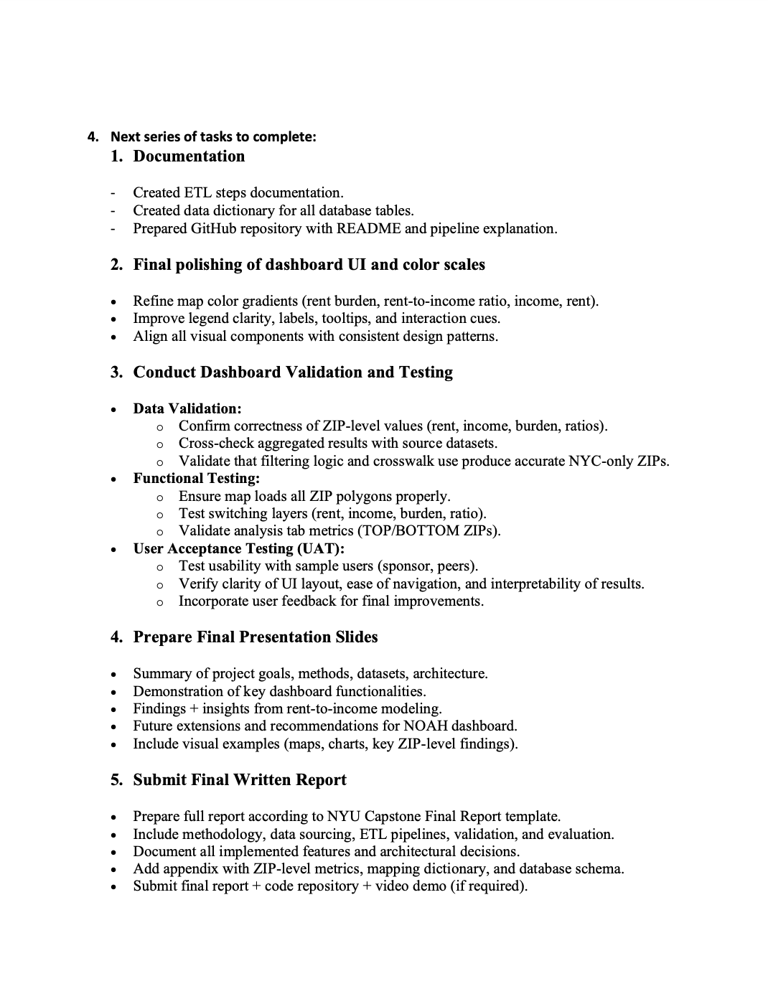 4. Next series of tasks to complete:
1. Documentation
- Created ETL steps documentation.
- Created data dictionary for all database tables.
- Prepared GitHub repository with README and pipeline explanation.
2. Final polishing of dashboard UI and color scales
• Refine map color gradients (rent burden, rent-to-income ratio, income, rent).
• Improve legend clarity, labels, tooltips, and interaction cues.
• Align all visual components with consistent design patterns.
3. Conduct Dashboard Validation and Testing
• Data Validation:
o Confirm correctness of ZIP-level values (rent, income, burden, ratios).
o Cross-check aggregated results with source datasets.
o Validate that filtering logic and crosswalk use produce accurate NYC-only ZIPs.
• Functional Testing:
o Ensure map loads all ZIP polygons properly.
o Test switching layers (rent, income, burden, ratio).
o Validate analysis tab metrics (TOP/BOTTOM ZIPs).
• User Acceptance Testing (UAT):
o Test usability with sample users (sponsor, peers).
o Verify clarity of UI layout, ease of navigation, and interpretability of results.
o Incorporate user feedback for final improvements.
4. Prepare Final Presentation Slides
• Summary of project goals, methods, datasets, architecture.
• Demonstration of key dashboard functionalities.
• Findings + insights from rent-to-income modeling.
• Future extensions and recommendations for NOAH dashboard.
• Include visual examples (maps, charts, key ZIP-level findings).
5. Submit Final Written Report
• Prepare full report according to NYU Capstone Final Report template.
• Include methodology, data sourcing, ETL pipelines, validation, and evaluation.
• Document all implemented features and architectural decisions.
• Add appendix with ZIP-level metrics, mapping dictionary, and database schema.
• Submit final report + code repository + video demo (if required).